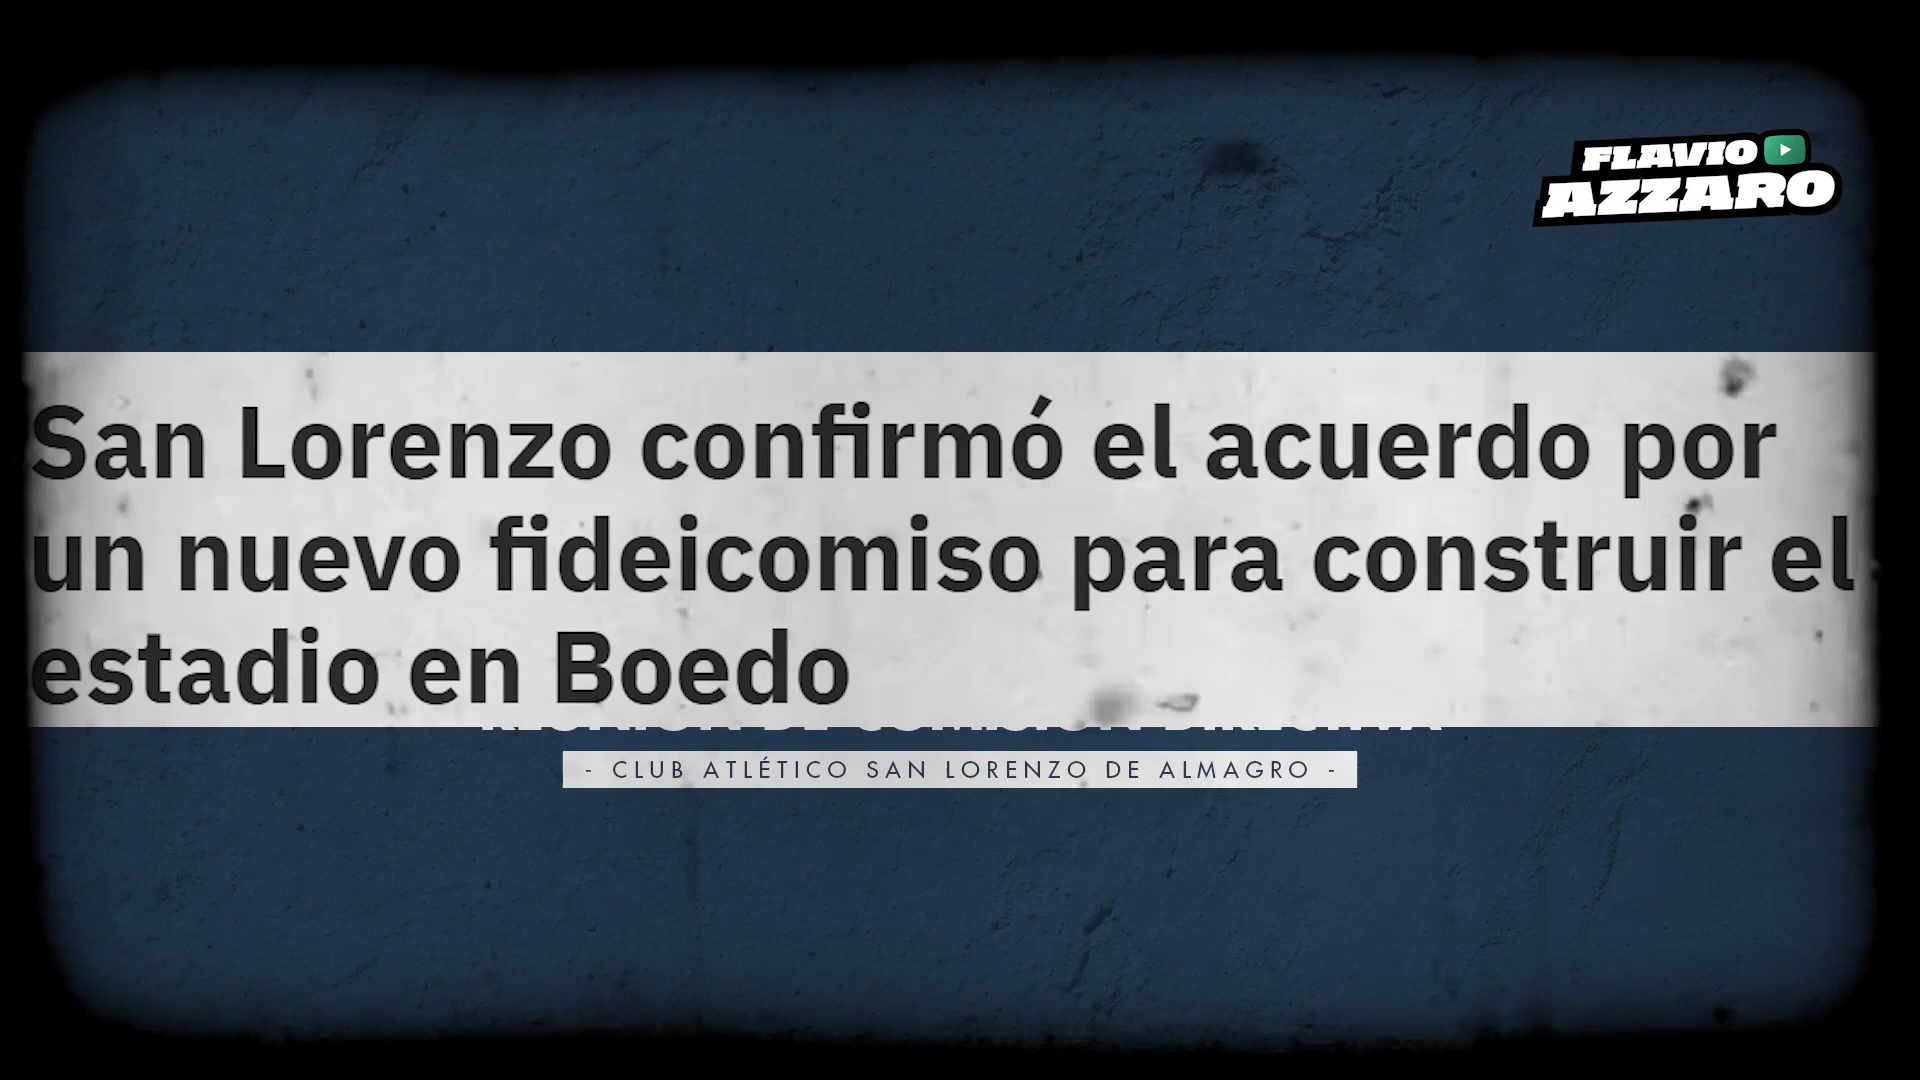 FLAVIO
AZZARO
San Lorenzo confirmó el acuerdo por
un nuevo fideicomiso para construir el
estadio en Boedo
- CLUB ATLÉTICO SAN LORENZO DE ALMAGRO -